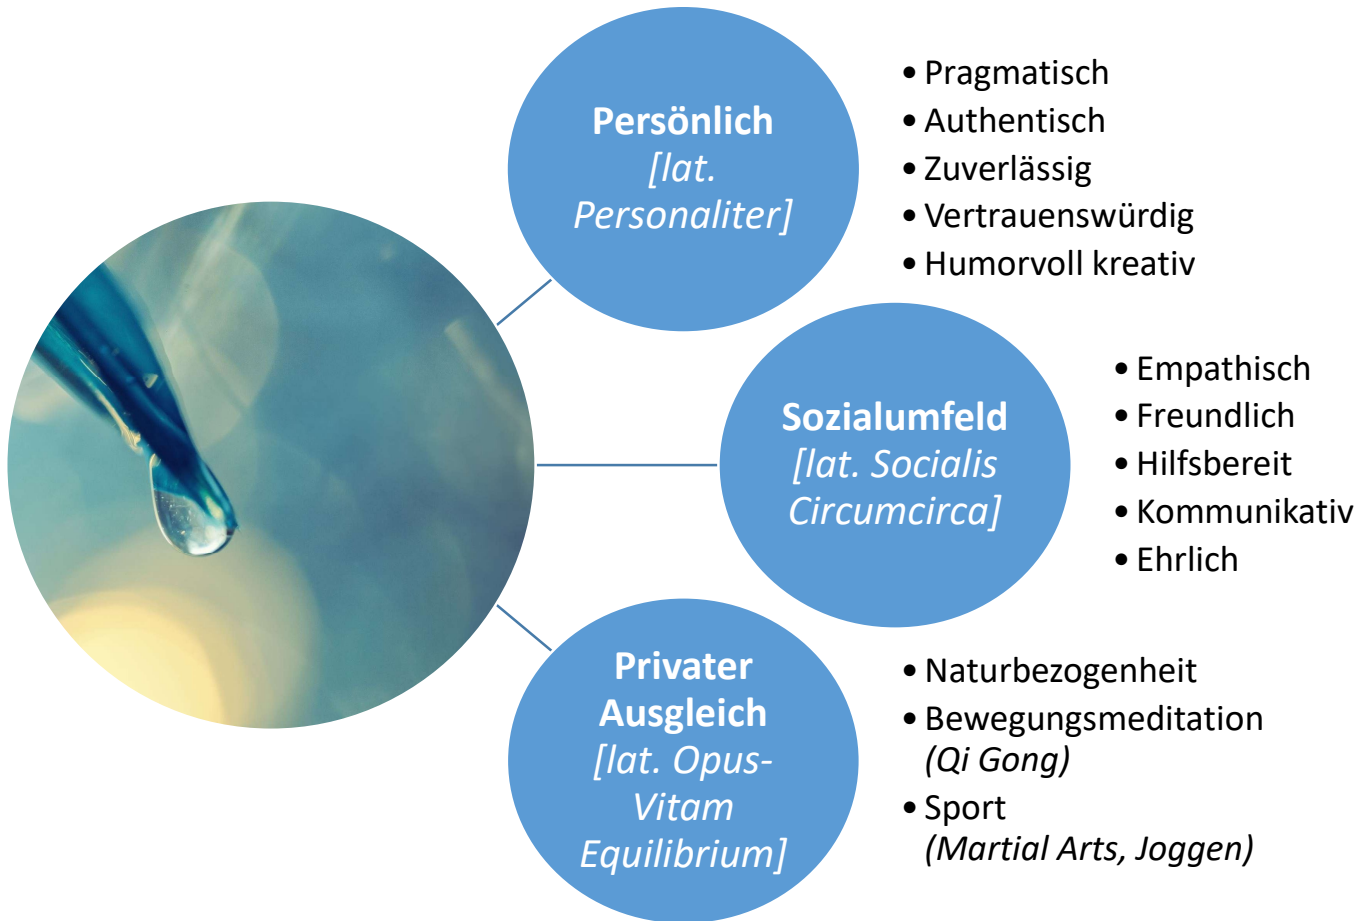 Persönlich
[lat.
Personaliter]
• Pragmatisch
• Authentisch
• Zuverlässig
• Vertrauenswürdig
• Humorvoll kreativ
Sozialumfeld
[lat. Socialis
Circumcirca]
• Empathisch
• Freundlich
• Hilfsbereit
• Kommunikativ
• Ehrlich
Privater
Ausgleich
[lat. Opus-
Vitam
Equilibrium]
• Naturbezogenheit
• Bewegungsmeditation
(Qi Gong)
• Sport
(Martial Arts, Joggen)